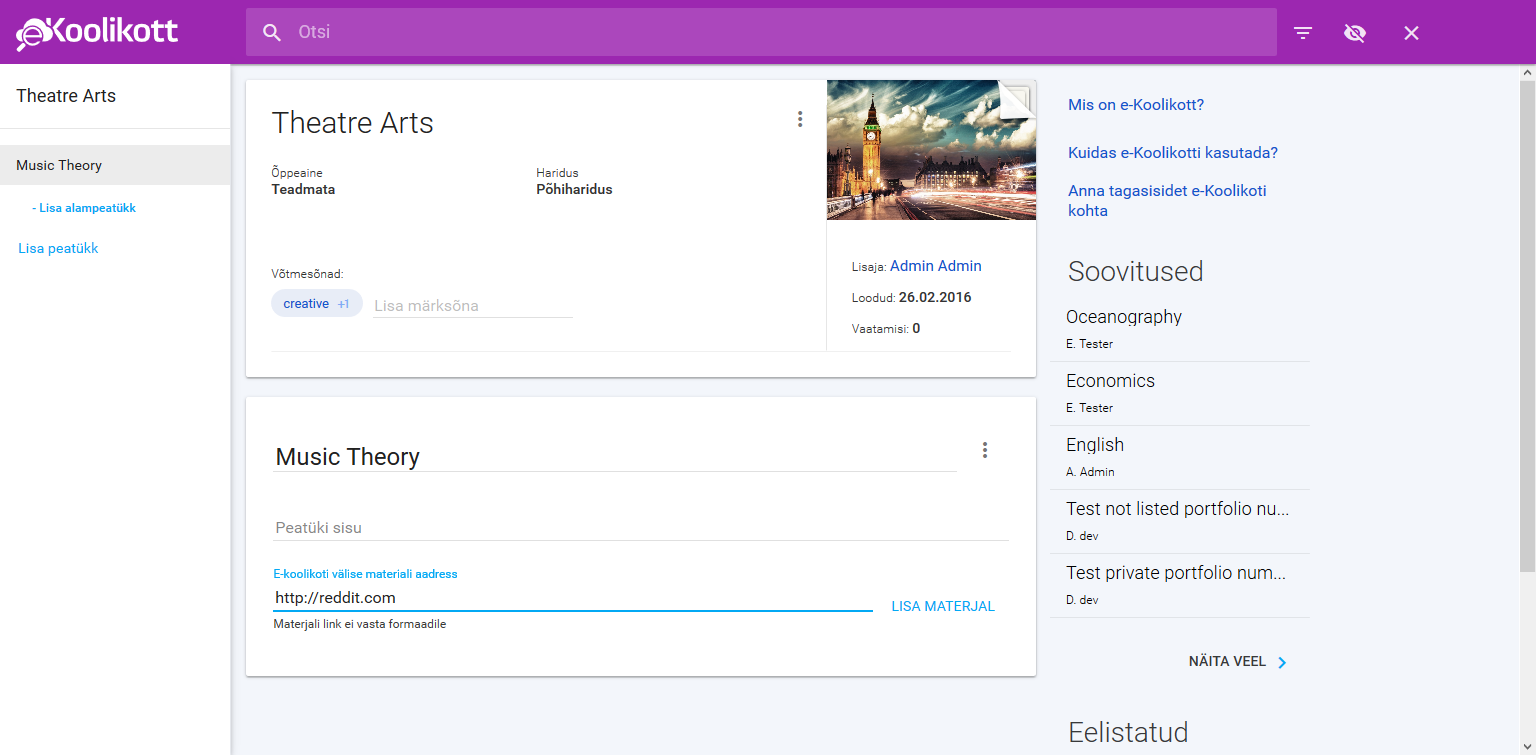 eKoolikott
Otsi
Theatre Arts
Music Theory
- Lisa alampeatükk
Lisa peatükk
Theatre Arts
Õppeaine
Teadmata
Haridus
Põhiharidus
Võtmesõnad:
creative +1
Lisa märksõna
Lisaja: Admin Admin
Loodud: 26.02.2016
Vaatamisi: 0
Music Theory
Peatüki sisu
E-koolikoti välise materiali aadress
http://reddit.com
LISA MATERJAL
Materjali link ei vasta formaadile
Mis on e-Koolikott?
Kuidas e-Koolikotti kasutada?
Anna tagasisidet e-Koolikoti
kohta
Soovitused
Oceanography
E. Tester
Economics
E. Tester
English
A. Admin
Test not listed portfolio nu...
D. dev
Test private portfolio num...
D. dev
NÄITA VEEL
Eelistatud